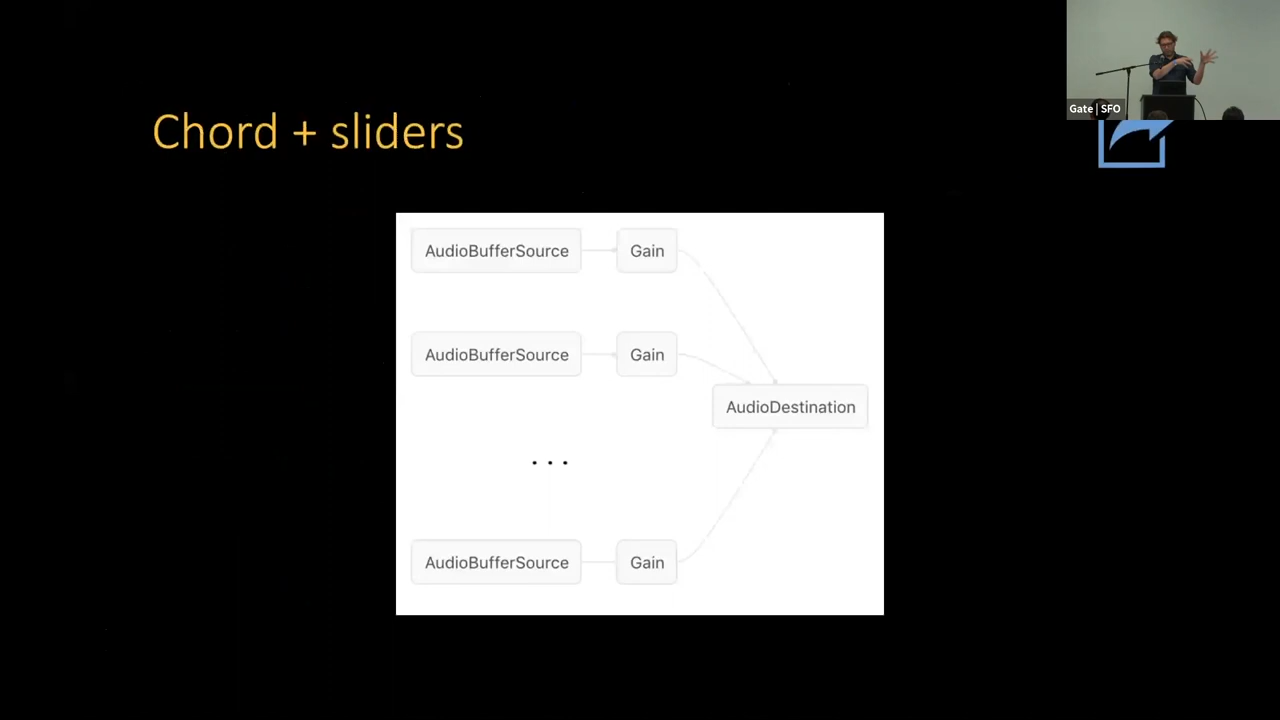 Gate | SFO
Chord + sliders
AudioBufferSource
Gain
AudioBufferSource
Gain
AudioDestination
...
AudioBufferSource
Gain